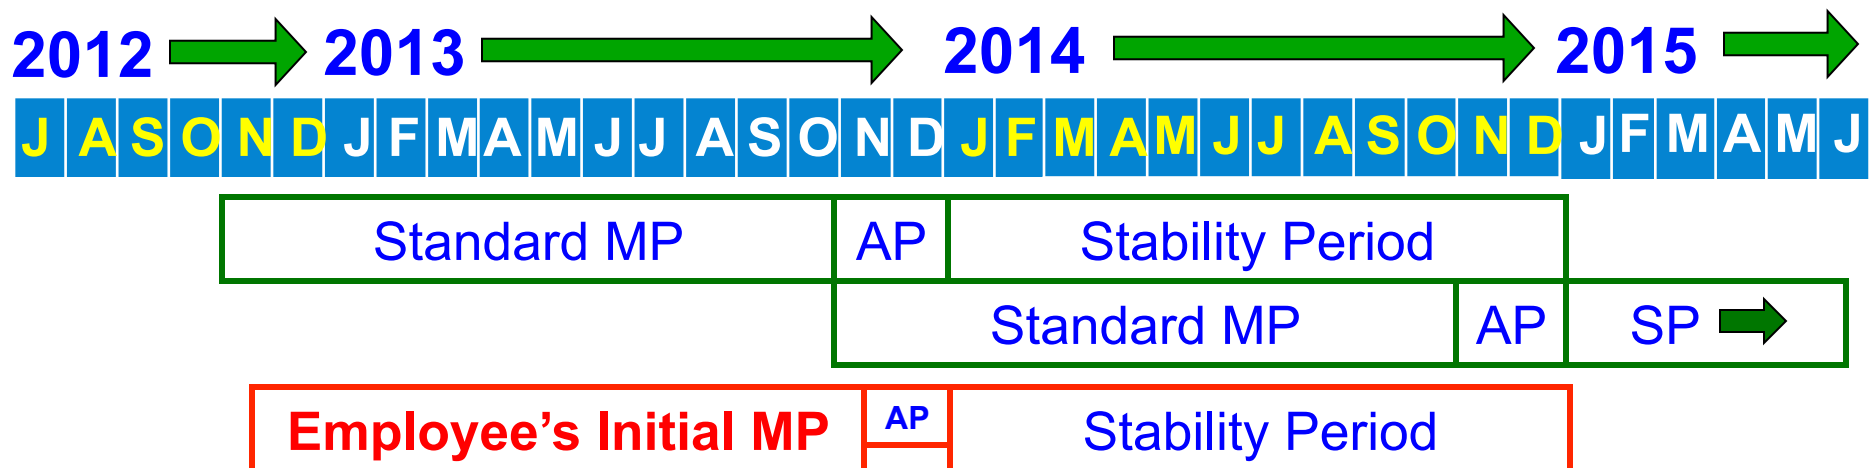 2012 2013 2014 2015
J A S O N D J F M A M J J A S O N D J F M A M J J A S O N D J F M A M J
Standard MP AP Stability Period
Standard MP AP SP
Employee’s Initial MP AP Stability Period